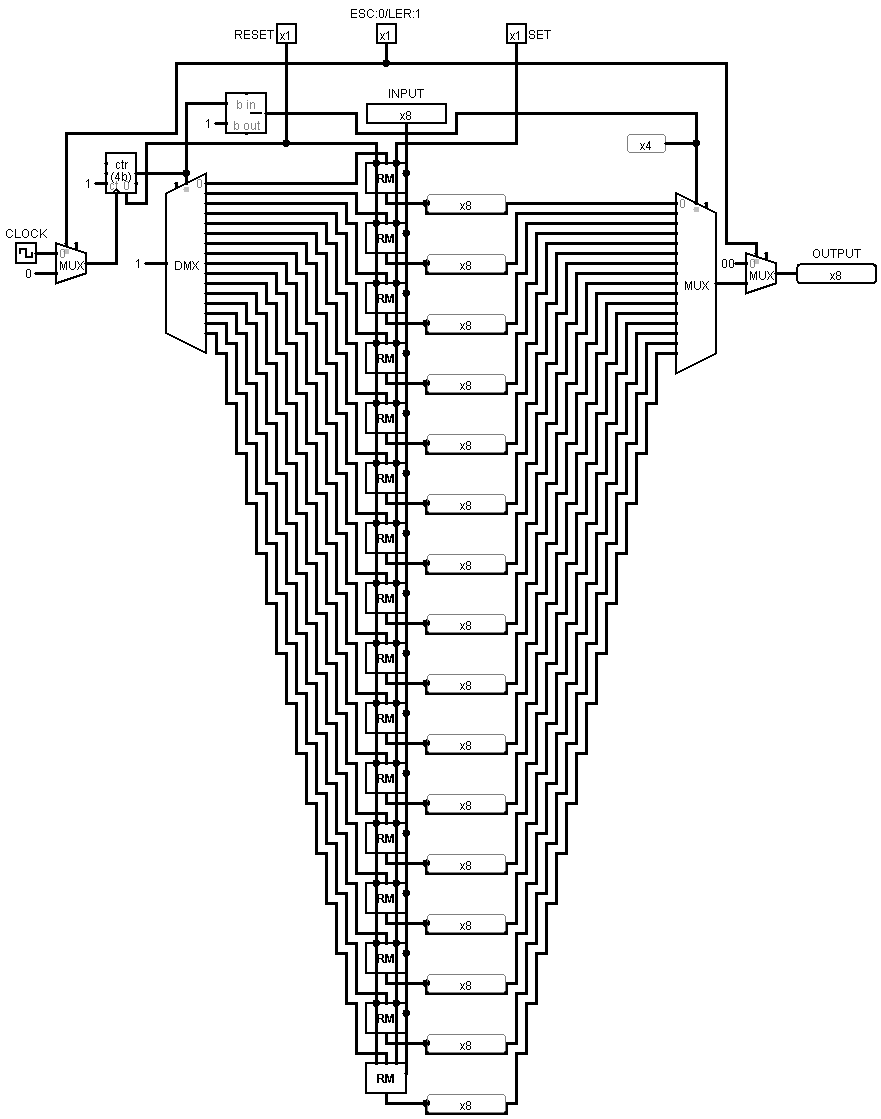 ESC:0/LER:1
RESET x1
x1
x1 SET
INPUT
x8
b in
1 b out
x4
ctr
(4b)
1 ct 0
RM
0
x8
0
CLOCK
0
MUX
0
1 DMX
RM
x8
MUX
00 0
MUX
OUTPUT
x8
RM
x8
RM
x8
RM
x8
RM
x8
RM
x8
RM
x8
RM
x8
RM
x8
RM
x8
RM
x8
RM
x8
RM
x8
RM
x8
RM
x8